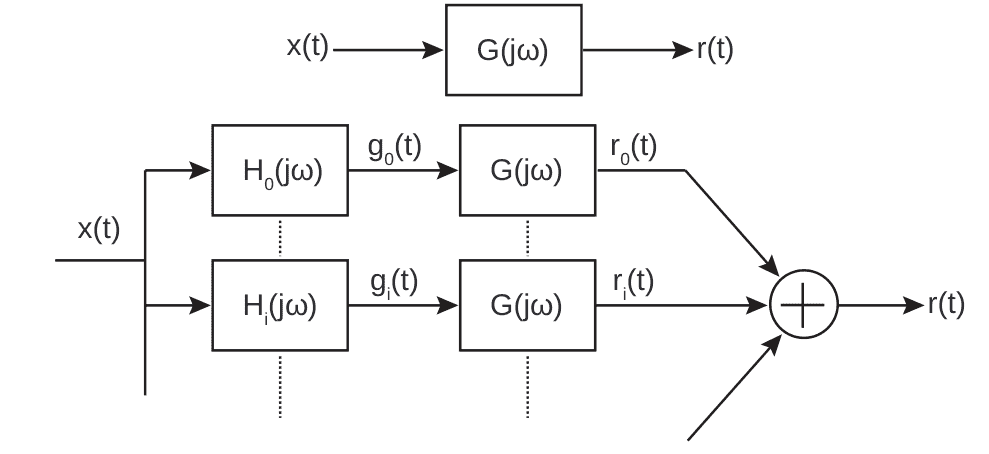 x(t) G(jω) r(t)
H₀(jω) g₀(t) G(jω) r₀(t)
x(t)
Hᵢ(jω) gᵢ(t) G(jω) rᵢ(t) r(t)